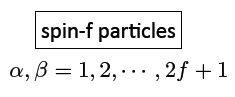 spin-f particles
α, β = 1, 2, ⋯ , 2f + 1